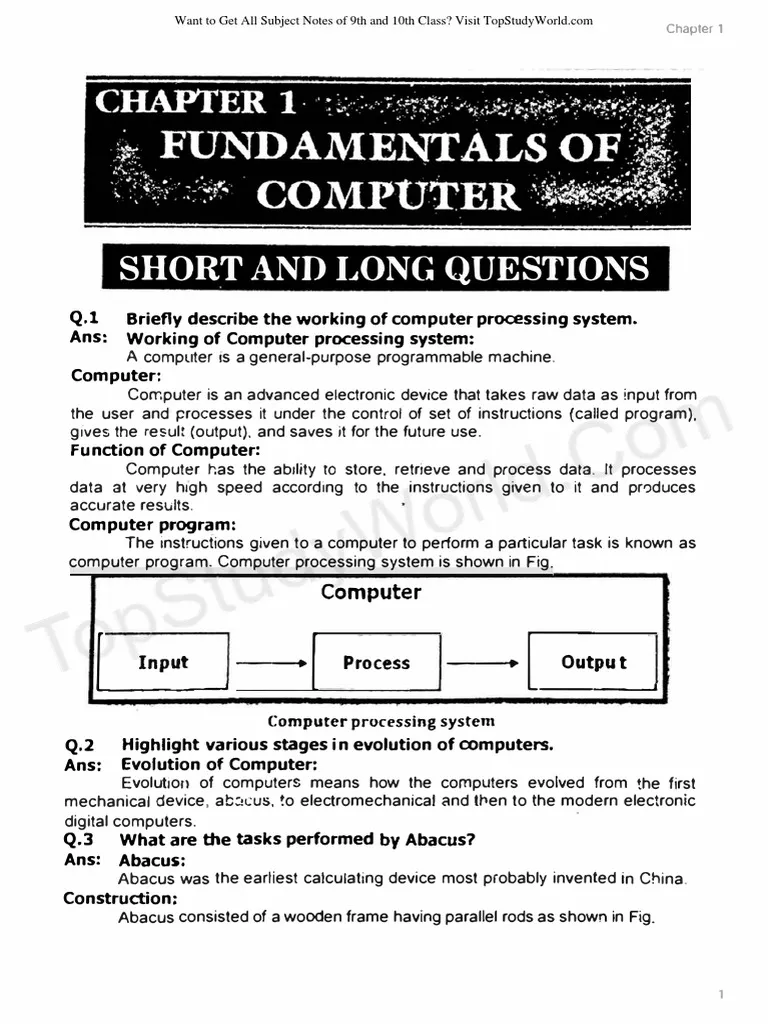 Want to Get All Subject Notes of 9th and 10th Class? Visit TopStudyWorld.com
Chapter 1
CHAPTER 1
FUNDAMENTALS OF
COMPUTER
SHORT AND LONG QUESTIONS
Q.1 Briefly describe the working of computer processing system.
Ans: Working of Computer processing system:
A computer is a general-purpose programmable machine.
Computer:
Computer is an advanced electronic device that takes raw data as input from
the user and processes it under the control of set of instructions (called program),
gives the result (output), and saves it for the future use.
Function of Computer:
Computer has the ability to store, retrieve and process data. It processes
data at very high speed according to the instructions given to it and produces
accurate results.
Computer program:
The instructions given to a computer to perform a particular task is known as
computer program. Computer processing system is shown in Fig.
Computer
Input Process Output
Computer processing system
Q.2 Highlight various stages in evolution of computers.
Ans: Evolution of Computer:
Evolution of computers means how the computers evolved from the first
mechanical device, abacus, to electromechanical and then to the modern electronic
digital computers.
Q.3 What are the tasks performed by Abacus?
Ans: Abacus:
Abacus was the earliest calculating device most probably invented in China.
Construction:
Abacus consisted of a wooden frame having parallel rods as shown in Fig.
TopStudyWorld.Com
1